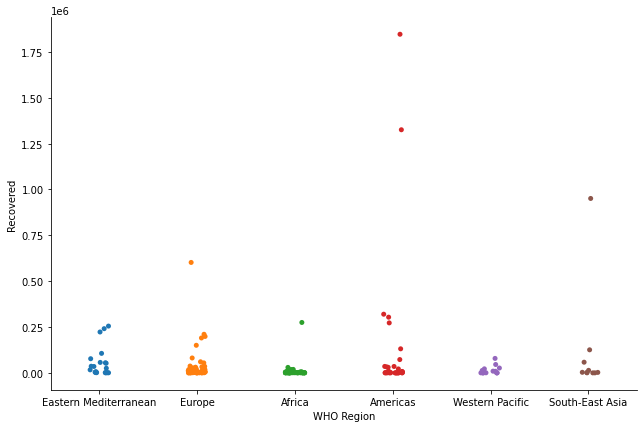 1e6
1.75
1.50
1.25
1.00
0.75
0.50
0.25
0.00
Recovered
Eastern Mediterranean Europe Africa Americas Western Pacific South-East Asia
WHO Region